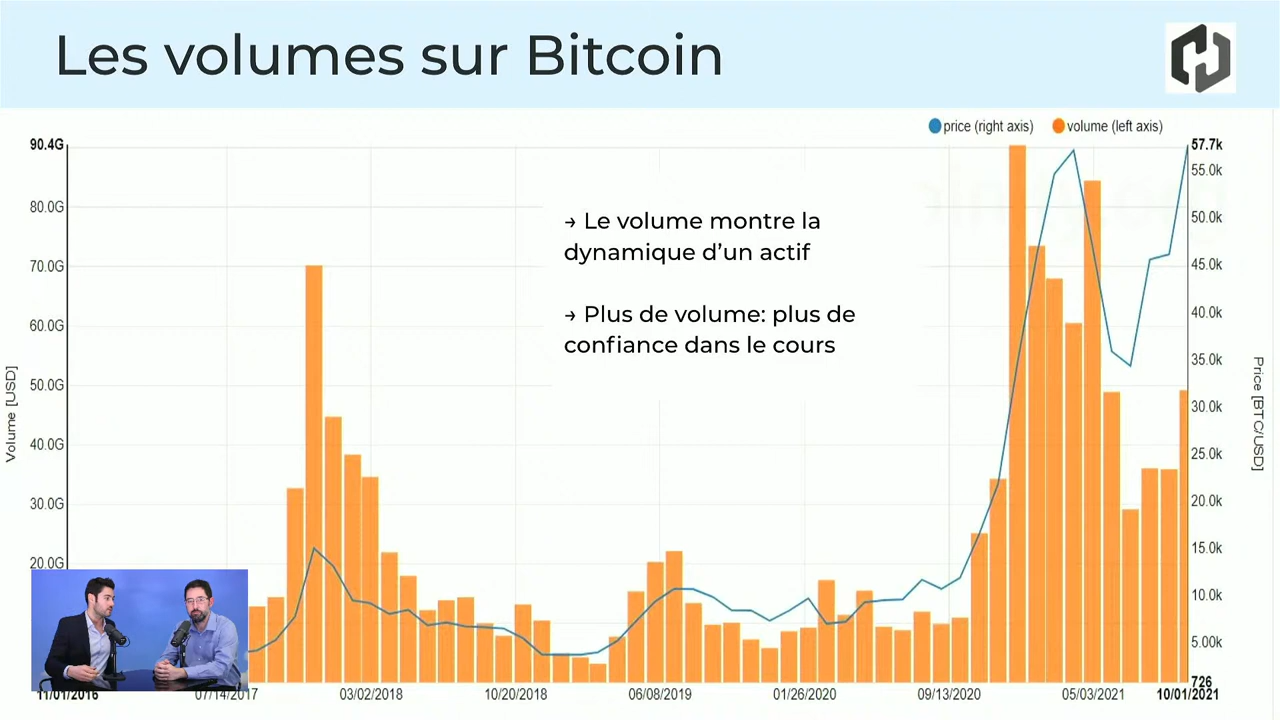 Les volumes sur Bitcoin
price (right axis)
volume (left axis)
90.4G
80.0G
70.0G
60.0G
50.0G
40.0G
30.0G
20.0G
Volume [USD]
→ Le volume montre la
dynamique d’un actif
→ Plus de volume: plus de
confiance dans le cours
57.7k
55.0k
50.0k
45.0k
40.0k
35.0k
30.0k
25.0k
20.0k
15.0k
10.0k
5.00k
726
Price [BTC/USD]
11/01/2016
07/14/2017
03/02/2018
10/20/2018
06/08/2019
01/26/2020
09/13/2020
05/03/2021
10/01/2021